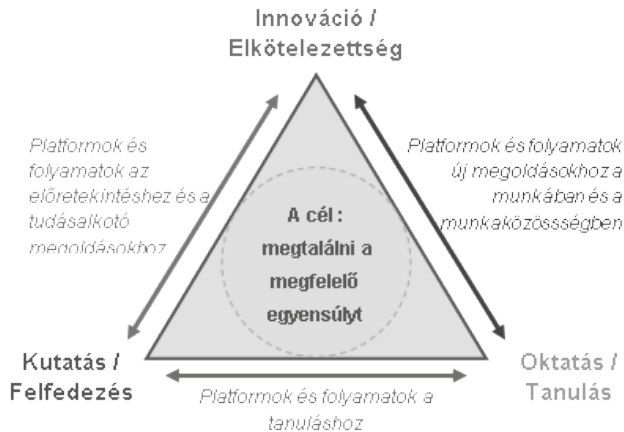 Innováció /
Elkötelezettség
Platformok és
folyamatok az
előretekintéshez és a
tudásalkotó
megoldásokhoz
Platformok és folyamatok
új megoldásokhoz a
munkában és a
munkaközössségben
A cél :
megtalálni a
megfelelő
egyensúlyt
Kutatás /
Felfedezés
Platformok és folyamatok a
tanuláshoz
Oktatás /
Tanulás